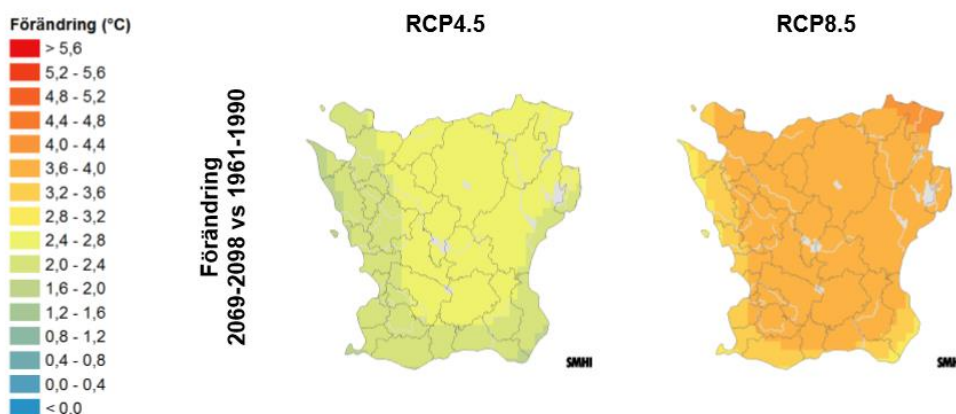 Förändring (°C)
> 5,6
5,2 - 5,6
4,8 - 5,2
4,4 - 4,8
4,0 - 4,4
3,6 - 4,0
3,2 - 3,6
2,8 - 3,2
2,4 - 2,8
2,0 - 2,4
1,6 - 2,0
1,2 - 1,6
0,8 - 1,2
0,4 - 0,8
0,0 - 0,4
< 0,0
Förändring
2069-2098 vs 1961-1990
RCP4.5
SMHI
RCP8.5
SMH